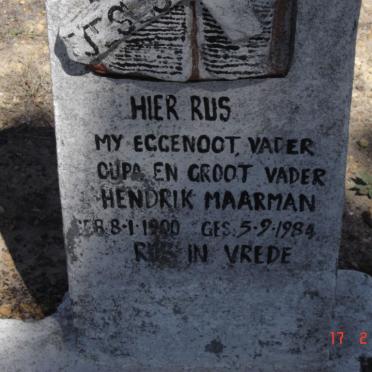 HIER RUS
MY EGGENOOT, VADER
OUPA EN GROOT VADER
HENDRIK MAARMAN
GEB 8-1-1900 GES. 5-9-1984
RUS IN VREDE
17 2